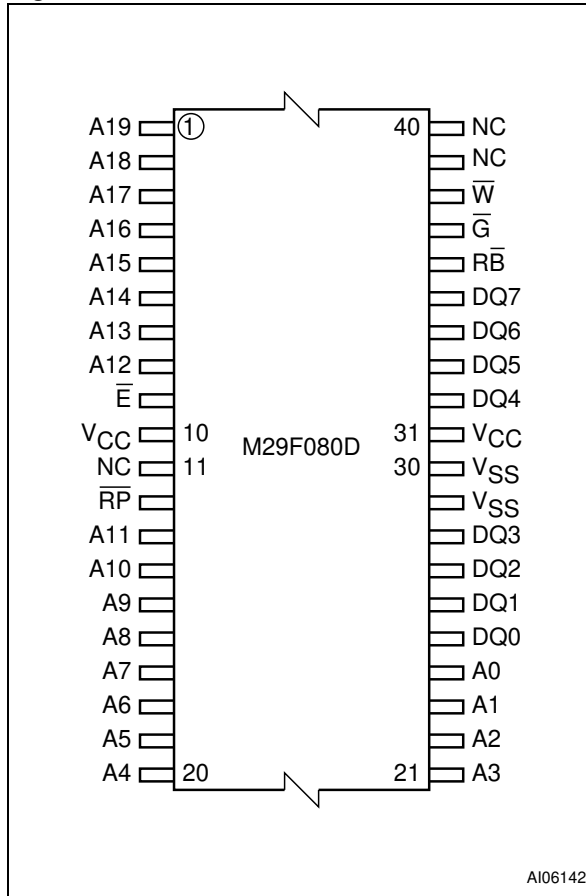 A19 ① 40 NC
A18 NC
A17 W̅
A16 G̅
A15 RB̅
A14 DQ7
A13 DQ6
A12 DQ5
E̅ DQ4
VCC 10 M29F080D 31 VCC
NC 11 30 VSS
R̅P̅ VSS
A11 DQ3
A10 DQ2
A9 DQ1
A8 DQ0
A7 A0
A6 A1
A5 A2
A4 20 21 A3
AI06142